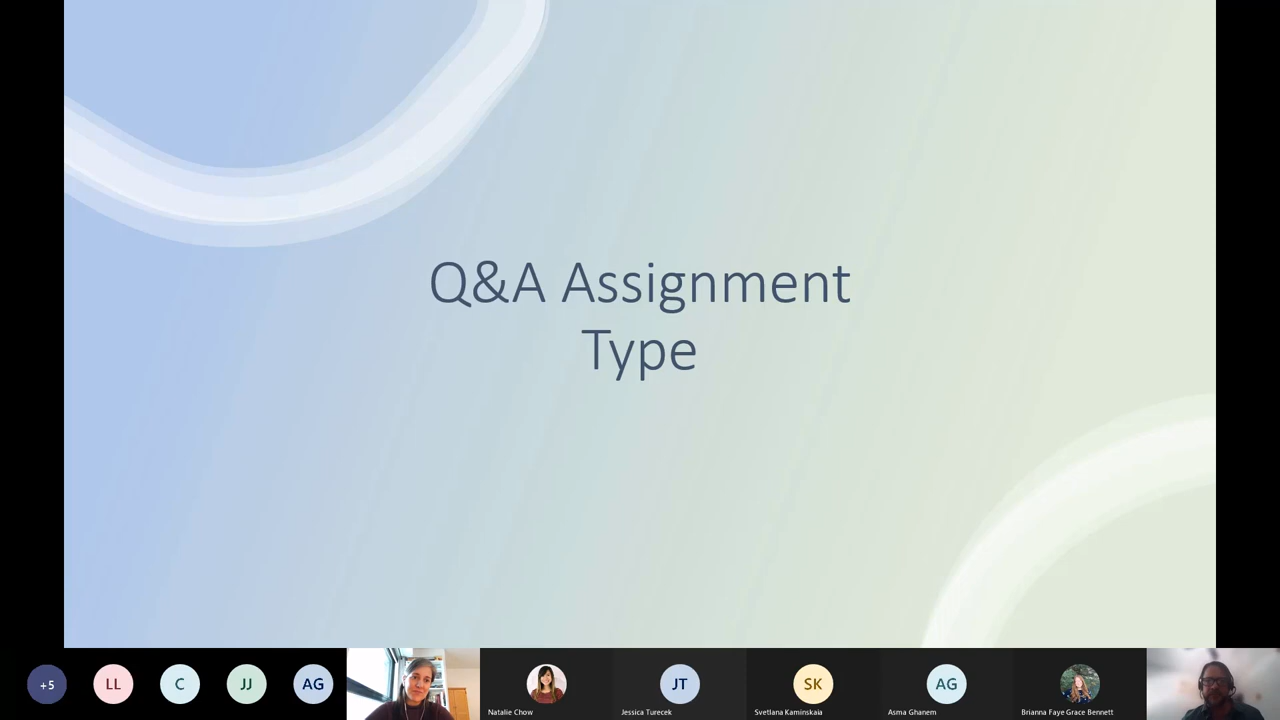 Q&A Assignment
Type
+5
LL
C
JJ
AG
Natalie Chow
JT
Jessica Turecek
SK
Svetlana Kaminskaia
AG
Asma Ghanem
Brianna Faye Grace Bennett